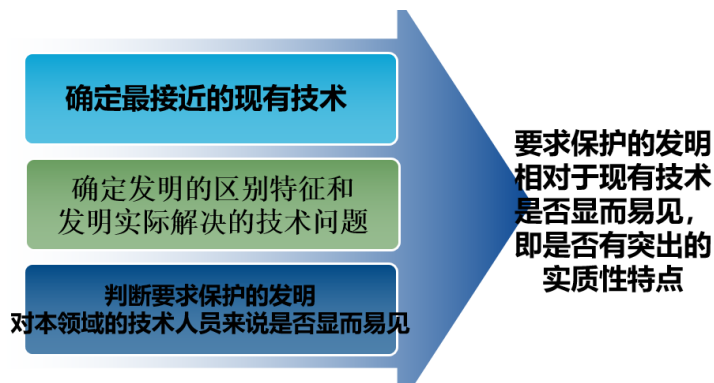 确定最接近的现有技术
确定发明的区别特征和
发明实际解决的技术问题
判断要求保护的发明
对本领域的技术人员来说是否显而易见
要求保护的发明
相对于现有技术
是否显而易见，
即是否有突出的
实质性特点